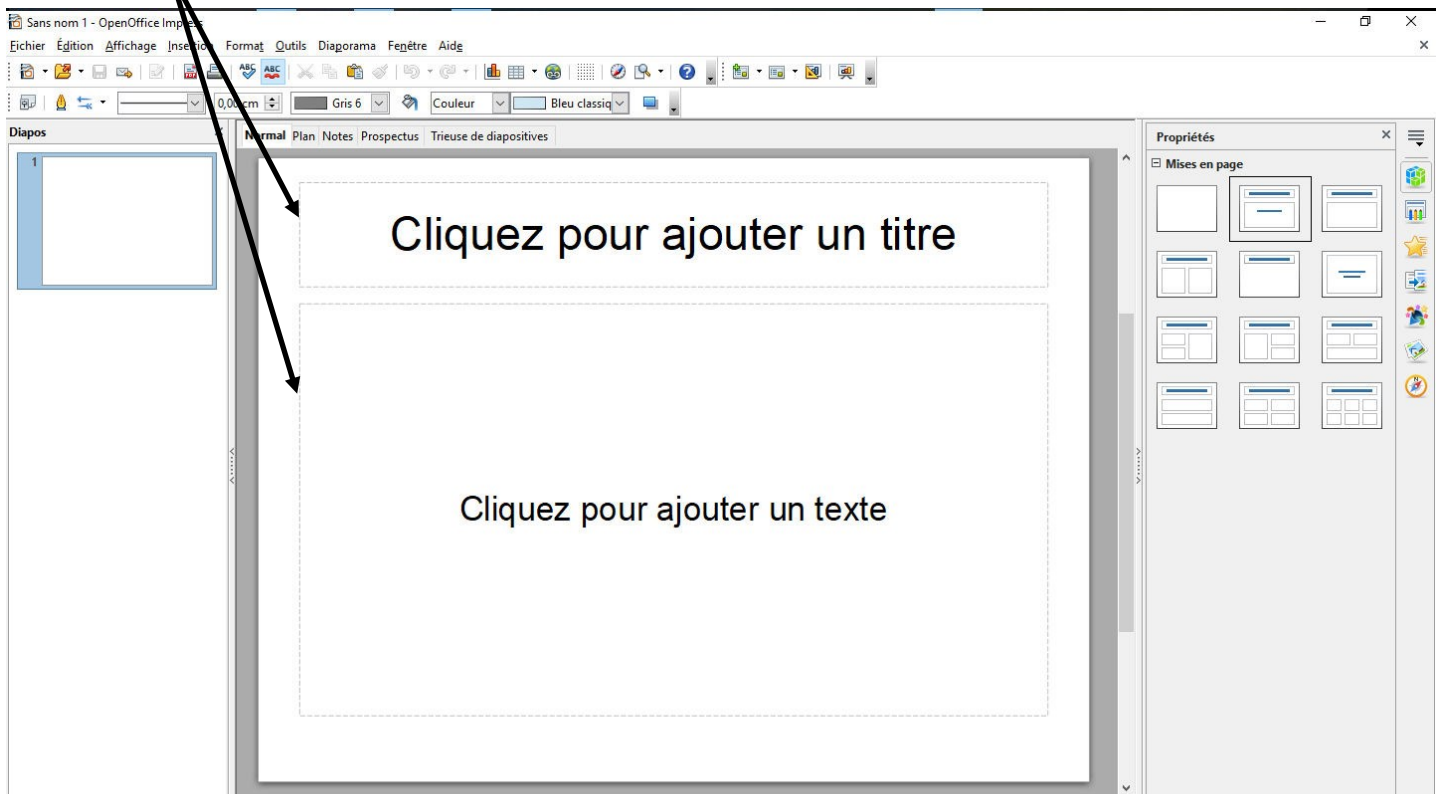 Sans nom 1 - OpenOffice Impress
Fichier Édition Affichage Insertion Format Outils Diaporama Fenêtre Aide
0,00 cm Gris 6 Couleur Bleu classiq
Diapos
Normal Plan Notes Prospectus Trieuse de diapositives
Propriétés
Mises en page
1
Cliquez pour ajouter un titre
Cliquez pour ajouter un texte